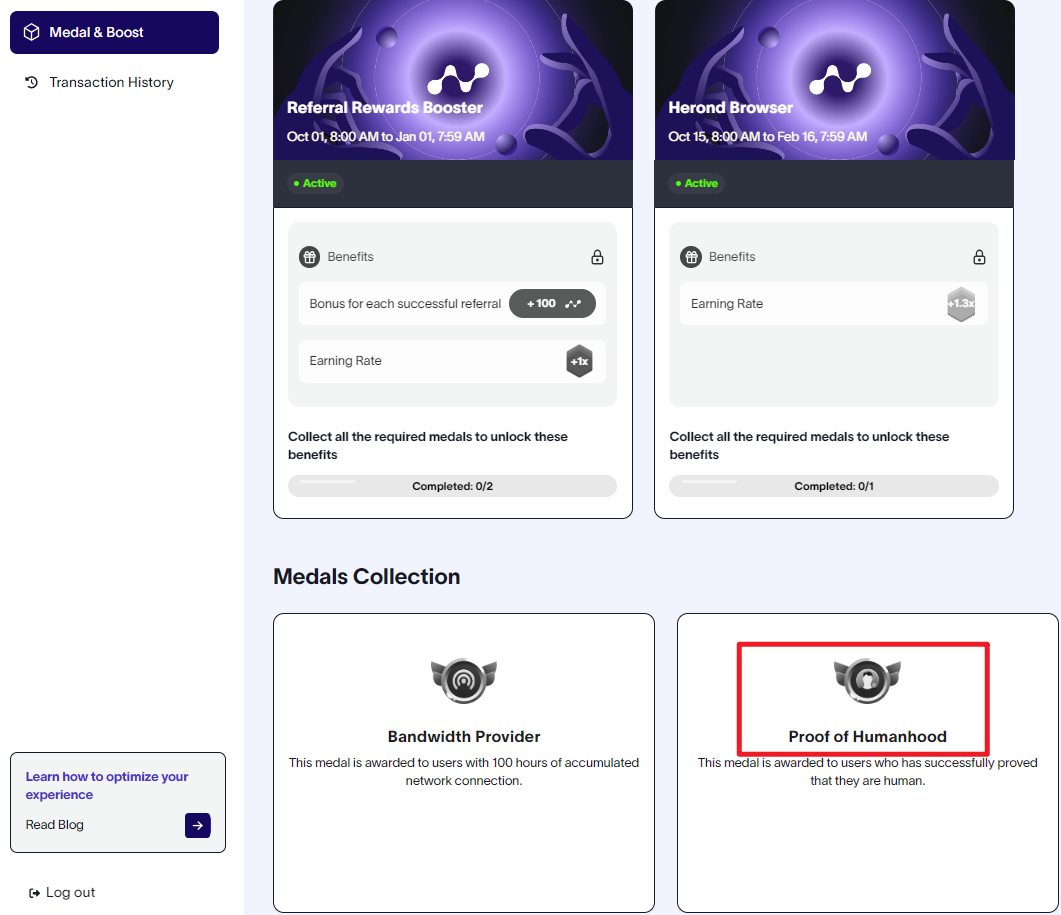 Medal & Boost
Transaction History
Learn how to optimize your
experience
Read Blog
Log out
Referral Rewards Booster
Oct 01, 8:00 AM to Jan 01, 7:59 AM
Active
Benefits
Bonus for each successful referral
+ 100
Earning Rate
+1x
Collect all the required medals to unlock these
benefits
Completed: 0/2
Herond Browser
Oct 15, 8:00 AM to Feb 16, 7:59 AM
Active
Benefits
Earning Rate
+1.3x
Collect all the required medals to unlock these
benefits
Completed: 0/1
Medals Collection
Bandwidth Provider
This medal is awarded to users with 100 hours of accumulated
network connection.
Proof of Humanhood
This medal is awarded to users who has successfully proved
that they are human.